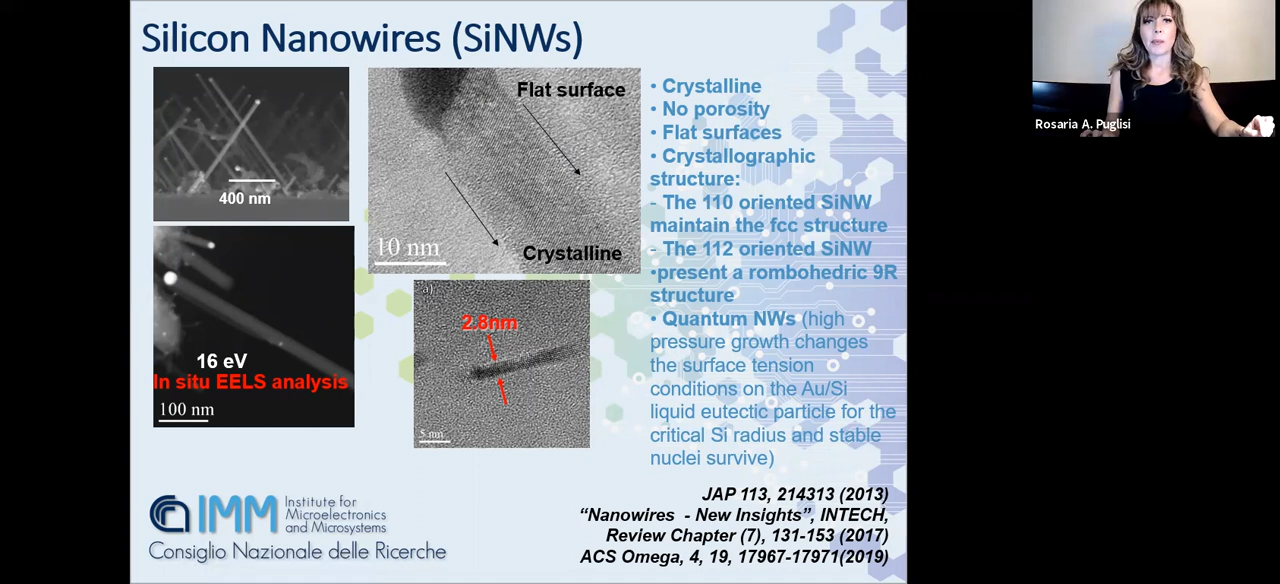 Silicon Nanowires (SiNWs)
400 nm
Flat surface
10 nm
Crystalline
16 eV
In situ EELS analysis
100 nm
a)
2.8nm
5 nm
• Crystalline
• No porosity
• Flat surfaces
• Crystallographic
structure:
- The 110 oriented SiNW
maintain the fcc structure
- The 112 oriented SiNW
•present a rombohedric 9R
structure
• Quantum NWs (high
pressure growth changes
the surface tension
conditions on the Au/Si
liquid eutectic particle for the
critical Si radius and stable
nuclei survive)
JAP 113, 214313 (2013)
“Nanowires - New Insights”, INTECH,
Review Chapter (7), 131-153 (2017)
ACS Omega, 4, 19, 17967-17971(2019)
IMM
Institute for
Microelectronics
and Microsystems
Consiglio Nazionale delle Ricerche
Rosaria A. Puglisi